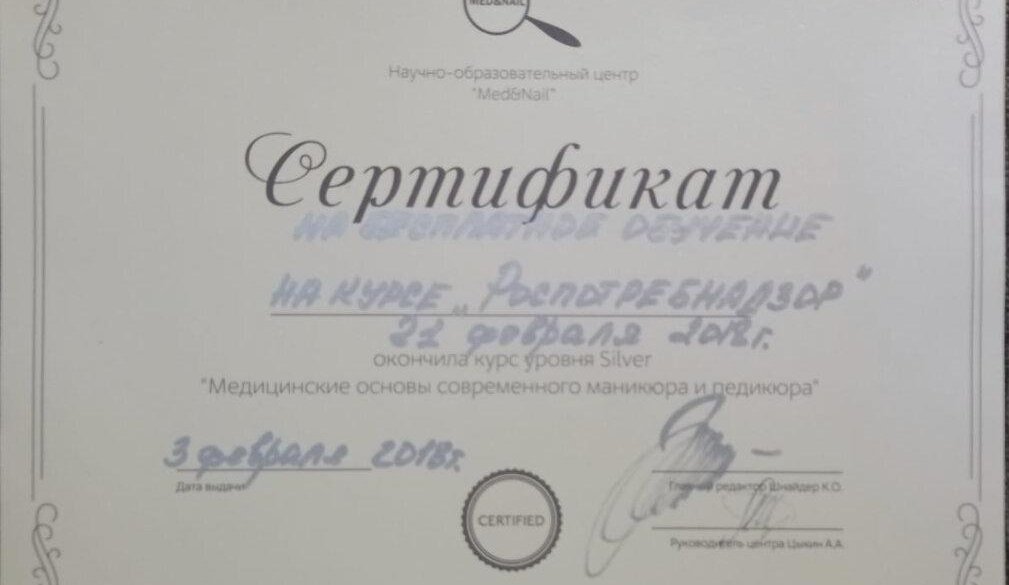 MED&NAIL
Научно-образовательный центр
"Med&Nail"
Сертификат
НА БЕСПЛАТНОЕ ОБУЧЕНИЕ
НА КУРСЕ „РОСПОТРЕБНАДЗОР"
21 февраля 2018г.
окончила курс уровня Silver
"Медицинские основы современного маникюра и педикюра"
3 февраля 2018г.
Дата выдачи
Главный редактор Шнайдер К.О.
CERTIFIED
Руководитель центра Цыкин А.А.